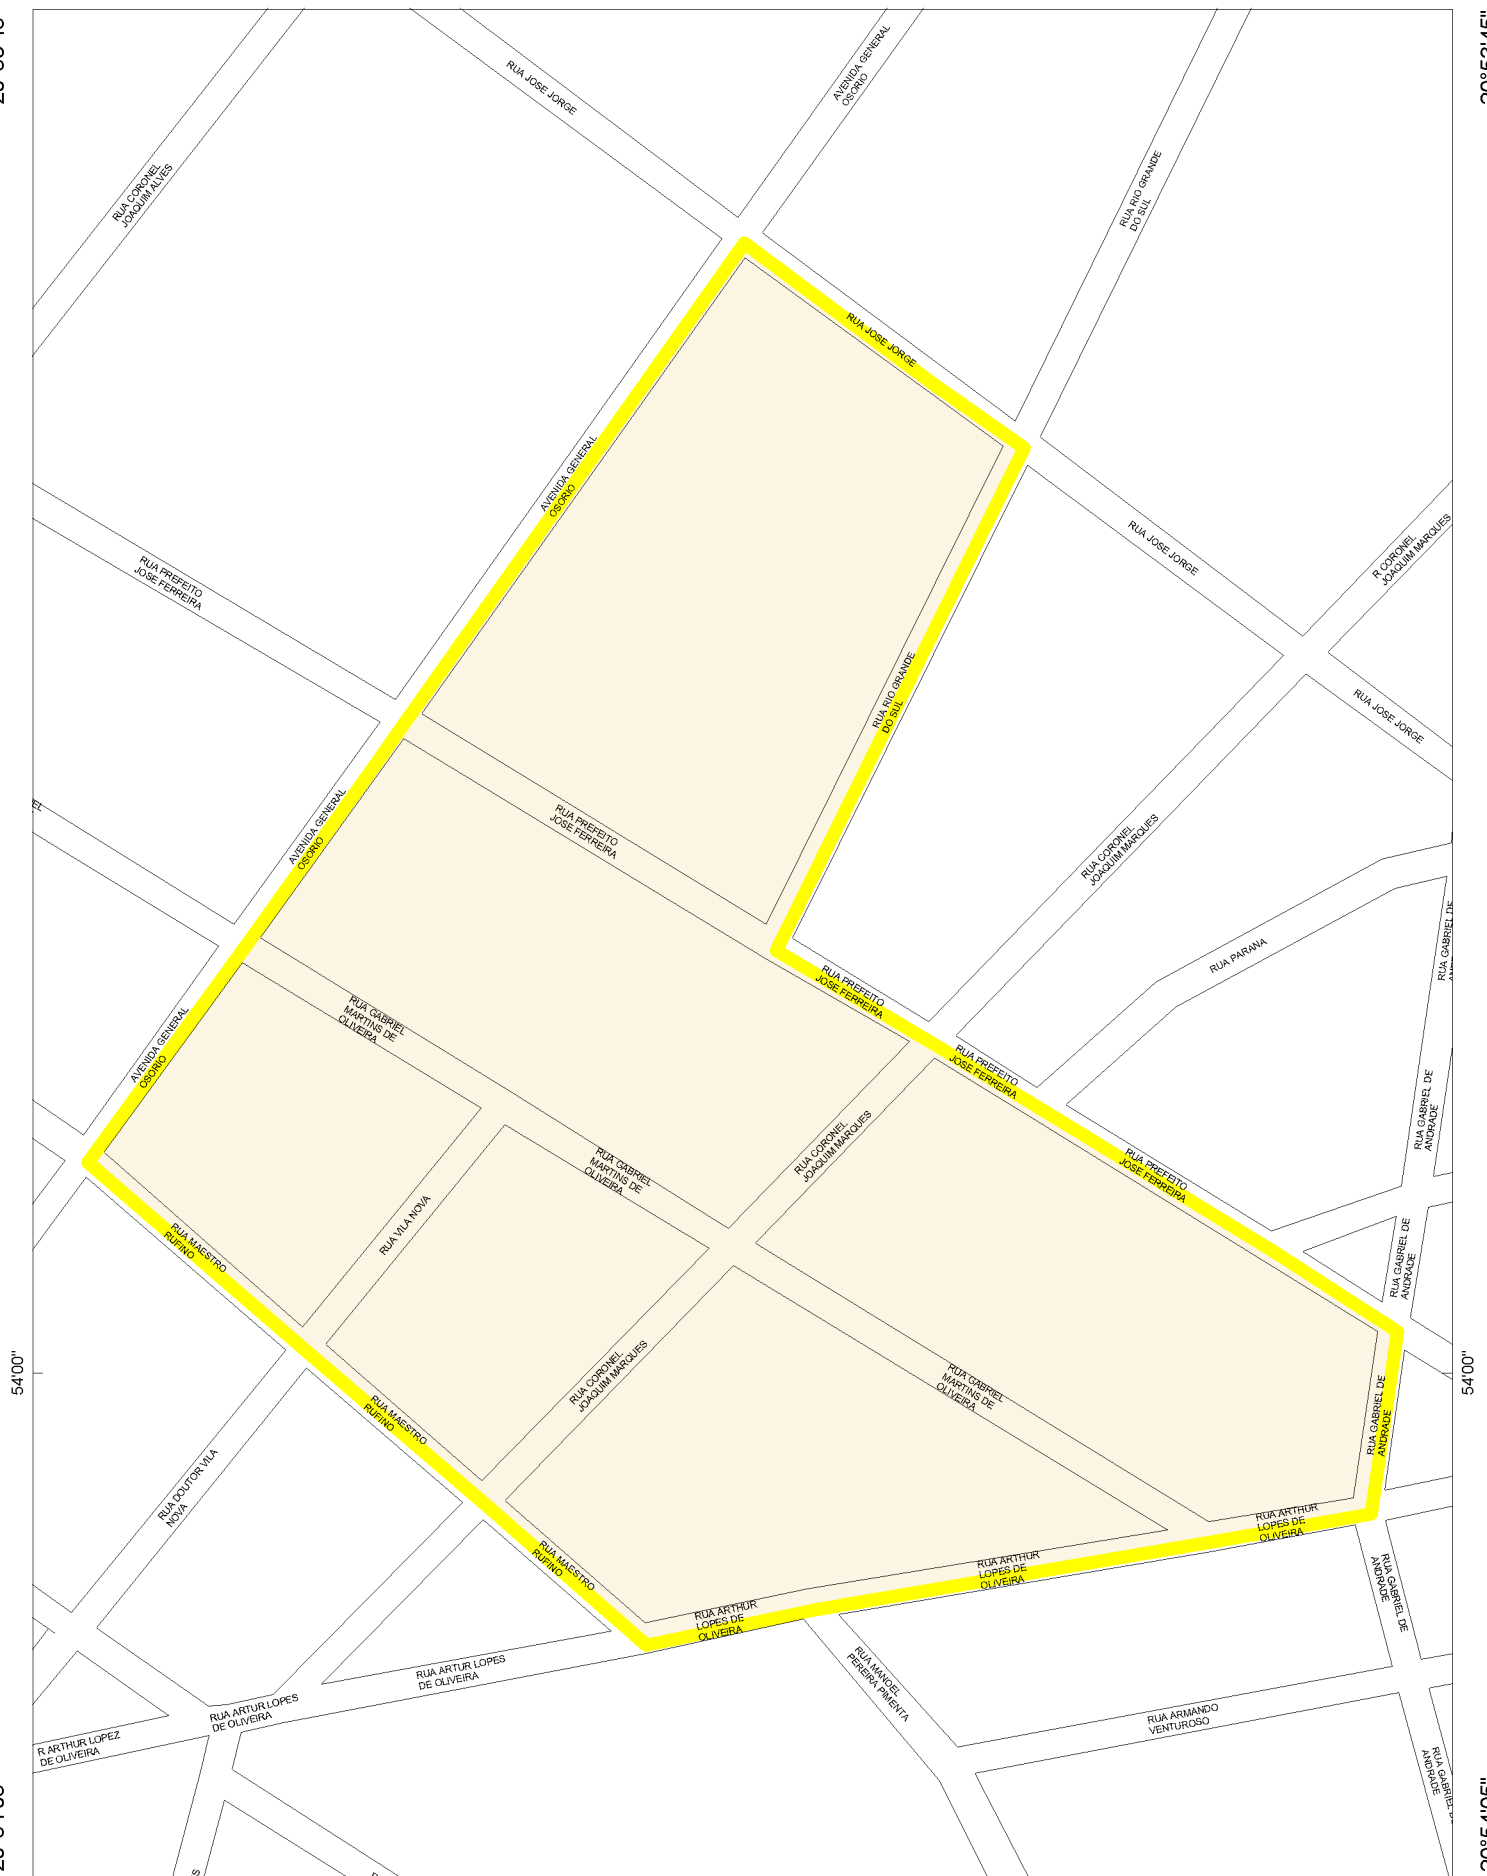 RUA JOSE JORGE
AVENIDA GENERAL
OSORIO
RUA CORONEL
JOAQUIM ALVES
RUA RIO GRANDE
DO SUL
RUA JOSE JORGE
AVENIDA GENERAL
OSORIO
R CORONEL
JOAQUIM MARQUES
RUA JOSE JORGE
RUA PREFEITO
JOSE FERREIRA
RUA RIO GRANDE
DO SUL
RUA JOSE JORGE
AVENIDA GENERAL
OSORIO
RUA PREFEITO
JOSE FERREIRA
RUA CORONEL
JOAQUIM MARQUES
RUA PARANA
RUA GABRIEL DE
RUA PREFEITO
JOSE FERREIRA
RUA GABRIEL
MARTINS DE
OLIVEIRA
AVENIDA GENERAL
OSORIO
RUA PREFEITO
JOSE FERREIRA
RUA GABRIEL DE
ANDRADE
RUA CORONEL
JOAQUIM MARQUES
RUA GABRIEL
MARTINS DE
OLIVEIRA
RUA PREFEITO
JOSE FERREIRA
RUA VILA NOVA
RUA MAESTRO
RUFINO
RUA GABRIEL DE
ANDRADE
54'00"
54'00"
RUA CORONEL
JOAQUIM MARQUES
RUA GABRIEL
MARTINS DE
OLIVEIRA
RUA GABRIEL DE
ANDRADE
RUA MAESTRO
RUFINO
RUA DOUTOR VILA
NOVA
RUA ARTHUR
LOPES DE
OLIVEIRA
RUA MAESTRO
RUFINO
RUA ARTHUR
LOPES DE
OLIVEIRA
RUA GABRIEL DE
ANDRADE
RUA ARTHUR
LOPES DE
OLIVEIRA
RUA ARTUR LOPES
DE OLIVEIRA
RUA MANOEL
PEREIRA PIMENTA
RUA ARTUR LOPES
DE OLIVEIRA
RUA ARMANDO
VENTUROSO
R ARTHUR LOPEZ
DE OLIVEIRA
RUA GABRIEL
ANDRADE